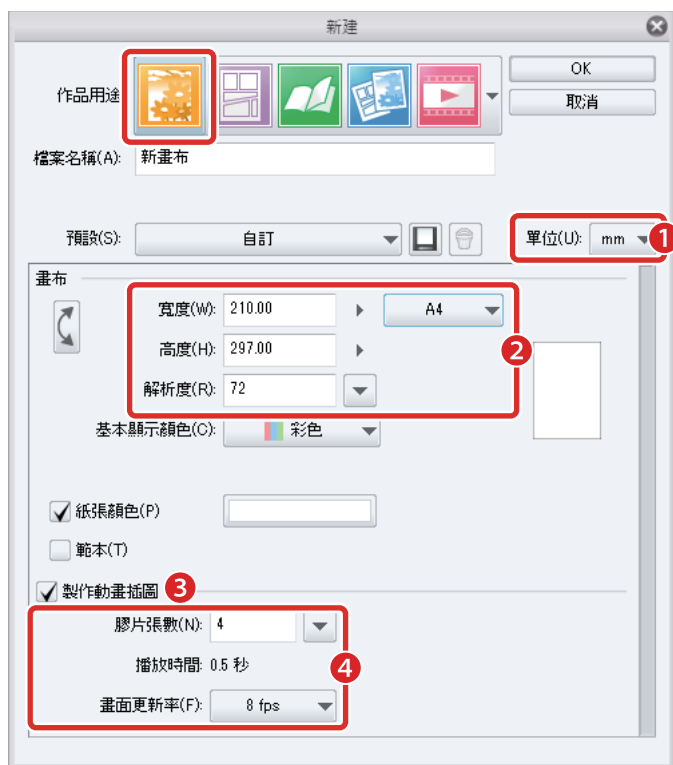 新建
作品用途
OK
取消
檔案名稱(A): 新畫布
預設(S): 自訂 單位(U): mm 1
畫布
寬度(W): 210.00 A4
高度(H): 297.00 2
解析度(R): 72
基本顯示顏色(C): 彩色
紙張顏色(P)
範本(T)
製作動畫插圖 3
膠片張數(N): 4
播放時間: 0.5 秒 4
畫面更新率(F): 8 fps